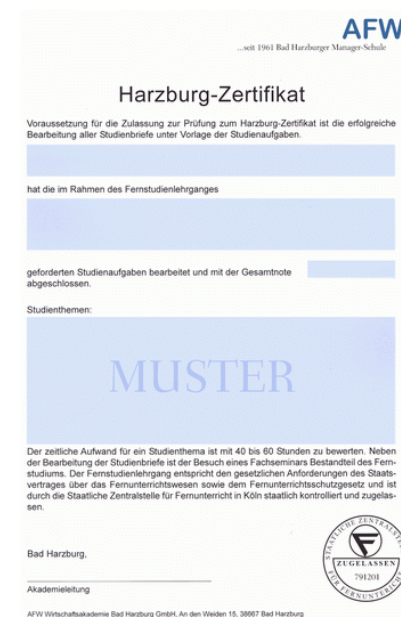 AFW
...seit 1961 Bad Harzburger Manager-Schule
Harzburg-Zertifikat
Voraussetzung für die Zulassung zur Prüfung zum Harzburg-Zertifikat ist die erfolgreiche
Bearbeitung aller Studienbriefe unter Vorlage der Studienaufgaben.
hat die im Rahmen des Fernstudienlehrganges
geforderten Studienaufgaben bearbeitet und mit der Gesamtnote
abgeschlossen.
Studienthemen:
MUSTER
Der zeitliche Aufwand für ein Studienthema ist mit 40 bis 60 Stunden zu bewerten. Neben
der Bearbeitung der Studienbriefe ist der Besuch eines Fachseminars Bestandteil des Fern-
studiums. Der Fernstudienlehrgang entspricht den gesetzlichen Anforderungen des Staats-
vertrages über das Fernunterrichtswesen sowie dem Fernunterrichtsschutzgesetz und ist
durch die Staatliche Zentralstelle für Fernunterricht in Köln staatlich kontrolliert und zugelas-
sen.
STAATLICHE ZENTRALSTELLE
ZUGELASSEN
791201
FÜR FERNUNTERRICHT
Bad Harzburg,
Akademieleitung
AFW Wirtschaftsakademie Bad Harzburg GmbH, An den Weiden 15, 38667 Bad Harzburg